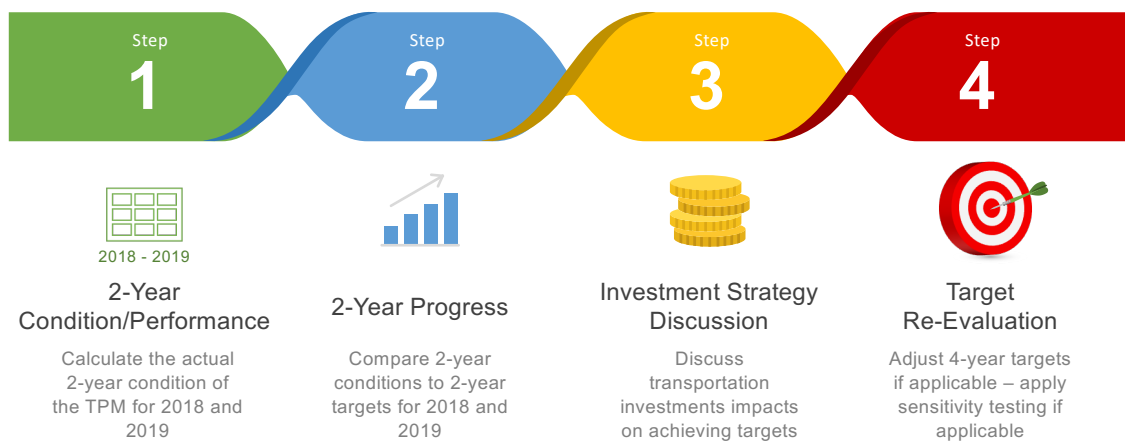 Step
1
2018 - 2019
2-Year
Condition/Performance
Calculate the actual
2-year condition of
the TPM for 2018 and
2019
Step
2
2-Year Progress
Compare 2-year
conditions to 2-year
targets for 2018 and
2019
Step
3
Investment Strategy
Discussion
Discuss
transportation
investments impacts
on achieving targets
Step
4
Target
Re-Evaluation
Adjust 4-year targets
if applicable – apply
sensitivity testing if
applicable